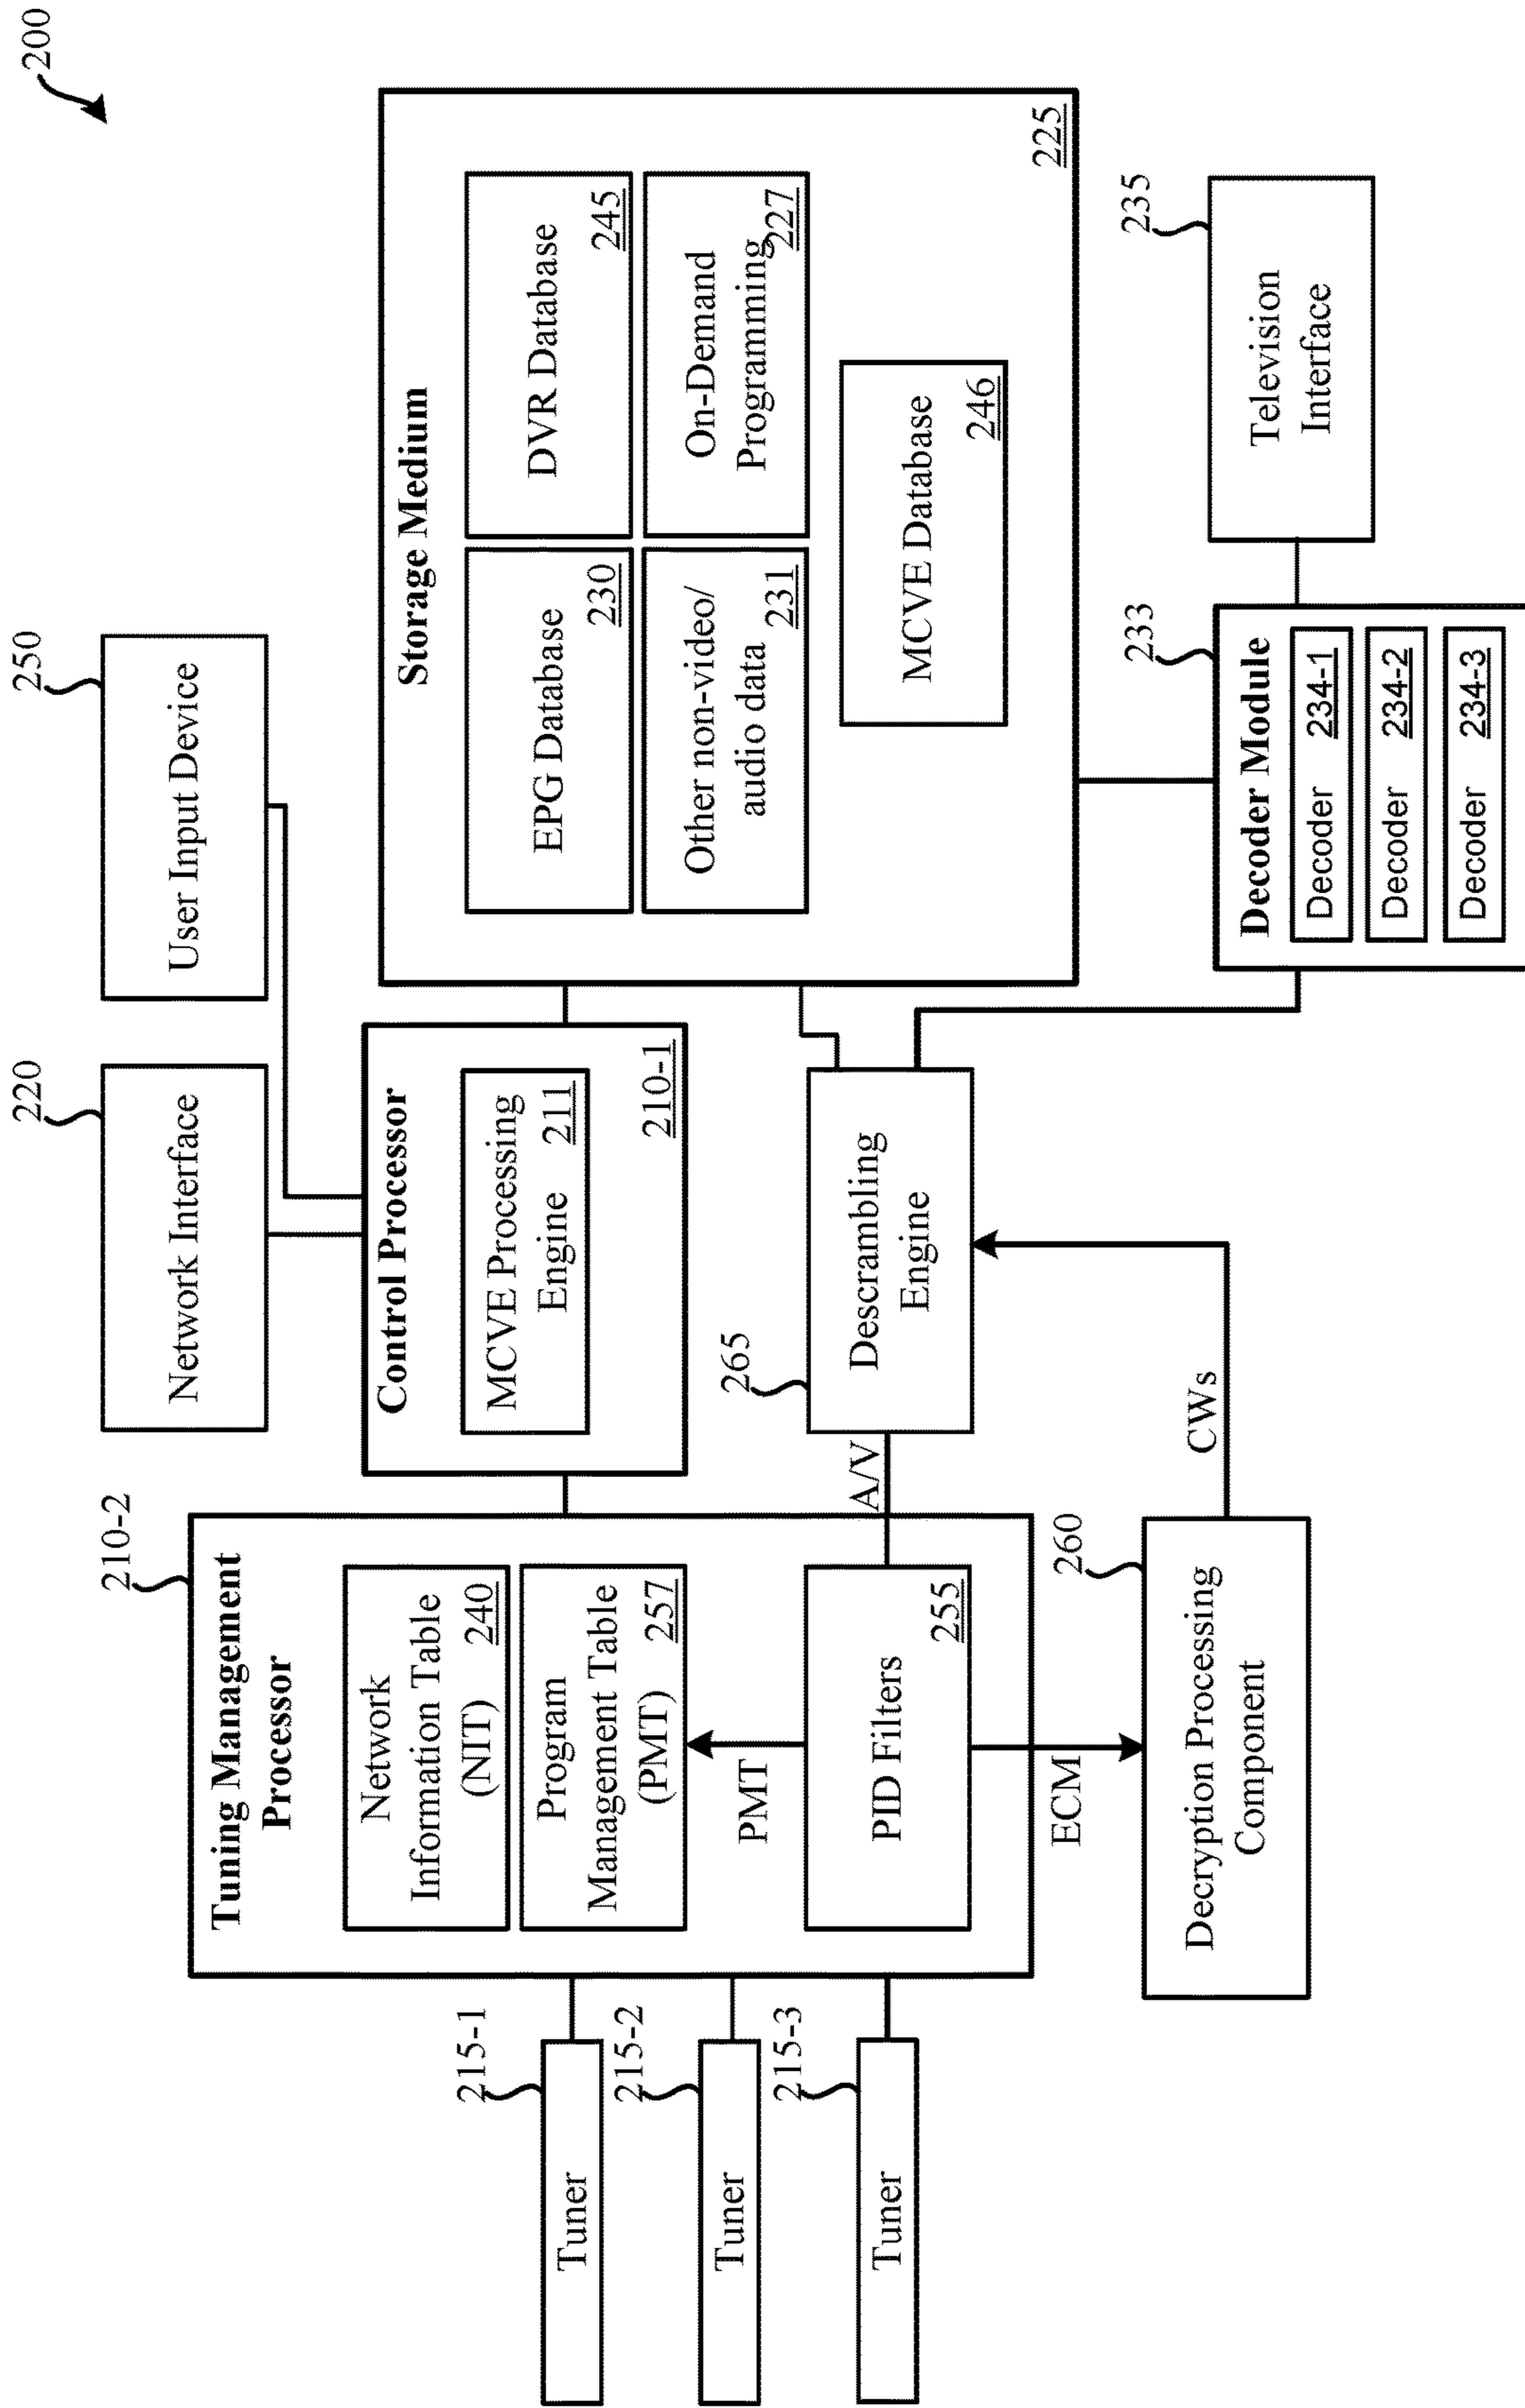 200
250
User Input Device
220
Network Interface
210-2
Tuning Management
Processor
Network
Information Table
(NIT) 240
Program
Management Table
(PMT) 257
PMT
PID Filters
255
ECM
A/V
215-1
Tuner
215-2
Tuner
215-3
Tuner
Control Processor
MCVE Processing
Engine 211
210-1
265
Descrambling
Engine
CWs
260
Decryption Processing
Component
Storage Medium
EPG Database
230
DVR Database
245
Other non-video/
audio data 231
On-Demand
Programming 227
MCVE Database
246
225
233
Decoder Module
Decoder 234-1
Decoder 234-2
Decoder 234-3
235
Television
Interface